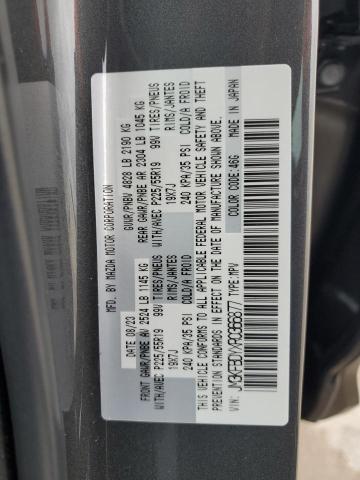 MFD. BY MAZDA MOTOR CORPORATION
DATE 08/23
GVWR/PNBV 4828 LB 2190 KG
FRONT GAWR/PNBE AV 2524 LB 1145 KG
REAR GAWR/PNBE AR 2304 LB 1045 KG
WITH/AVEC P225/55R19 99V TIRES/PNEUS
WITH/AVEC P225/55R19 99V TIRES/PNEUS
19X7J RIMS/JANTES
19X7J RIMS/JANTES
240 KPA/35 PSI COLD/A FROID
240 KPA/35 PSI COLD/A FROID
THIS VEHICLE CONFORMS TO ALL APPLICABLE FEDERAL MOTOR VEHICLE SAFETY AND THEFT
PREVENTION STANDARDS IN EFFECT ON THE DATE OF MANUFACTURE SHOWN ABOVE.
TYPE:MPV
COLOR CODE:46G
MADE IN JAPAN